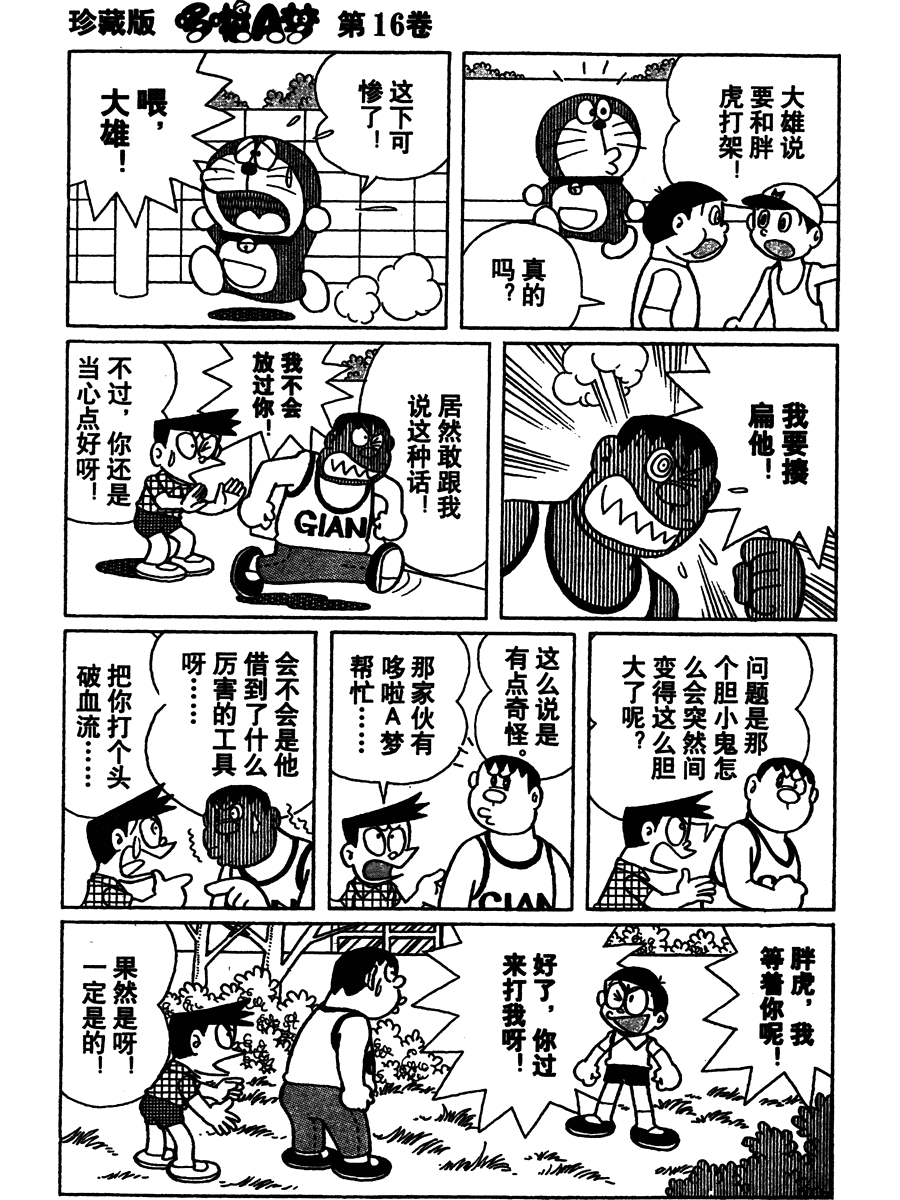 珍藏版 哆啦A梦 第16卷
大雄说
要和胖
虎打架！
真的
吗？
这下可
惨了！
喂，
大雄！
我要揍
扁他！
居然敢跟我
说这种话！
我不会
放过你！
GIAN
不过，你还是
当心点好呀！
问题是那
个胆小鬼怎
么会突然间
变得这么胆
大了呢？
这么说是
有点奇怪。
GIAN
那家伙有
哆啦A梦
帮忙……
会不会是他
借到了什么
厉害的工具
呀……
把你打个头
破血流……
胖虎，我
等着你呢！
好了，你过
来打我呀！
果然是呀！
一定是的！